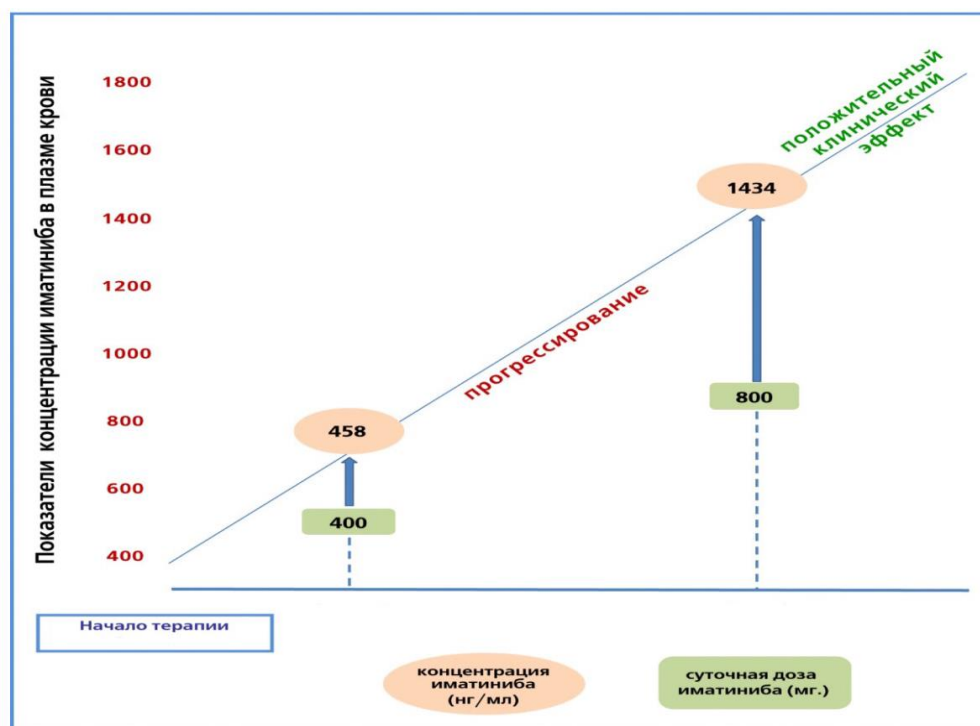 Показатели концентрации иматиниба в плазме крови
1800
1600
1400
1200
1000
800
600
400
положительный
клинический
эффект
1434
прогрессирование
800
458
400
Начало терапии
концентрация
иматиниба
(нг/мл)
суточная доза
иматиниба (мг.)